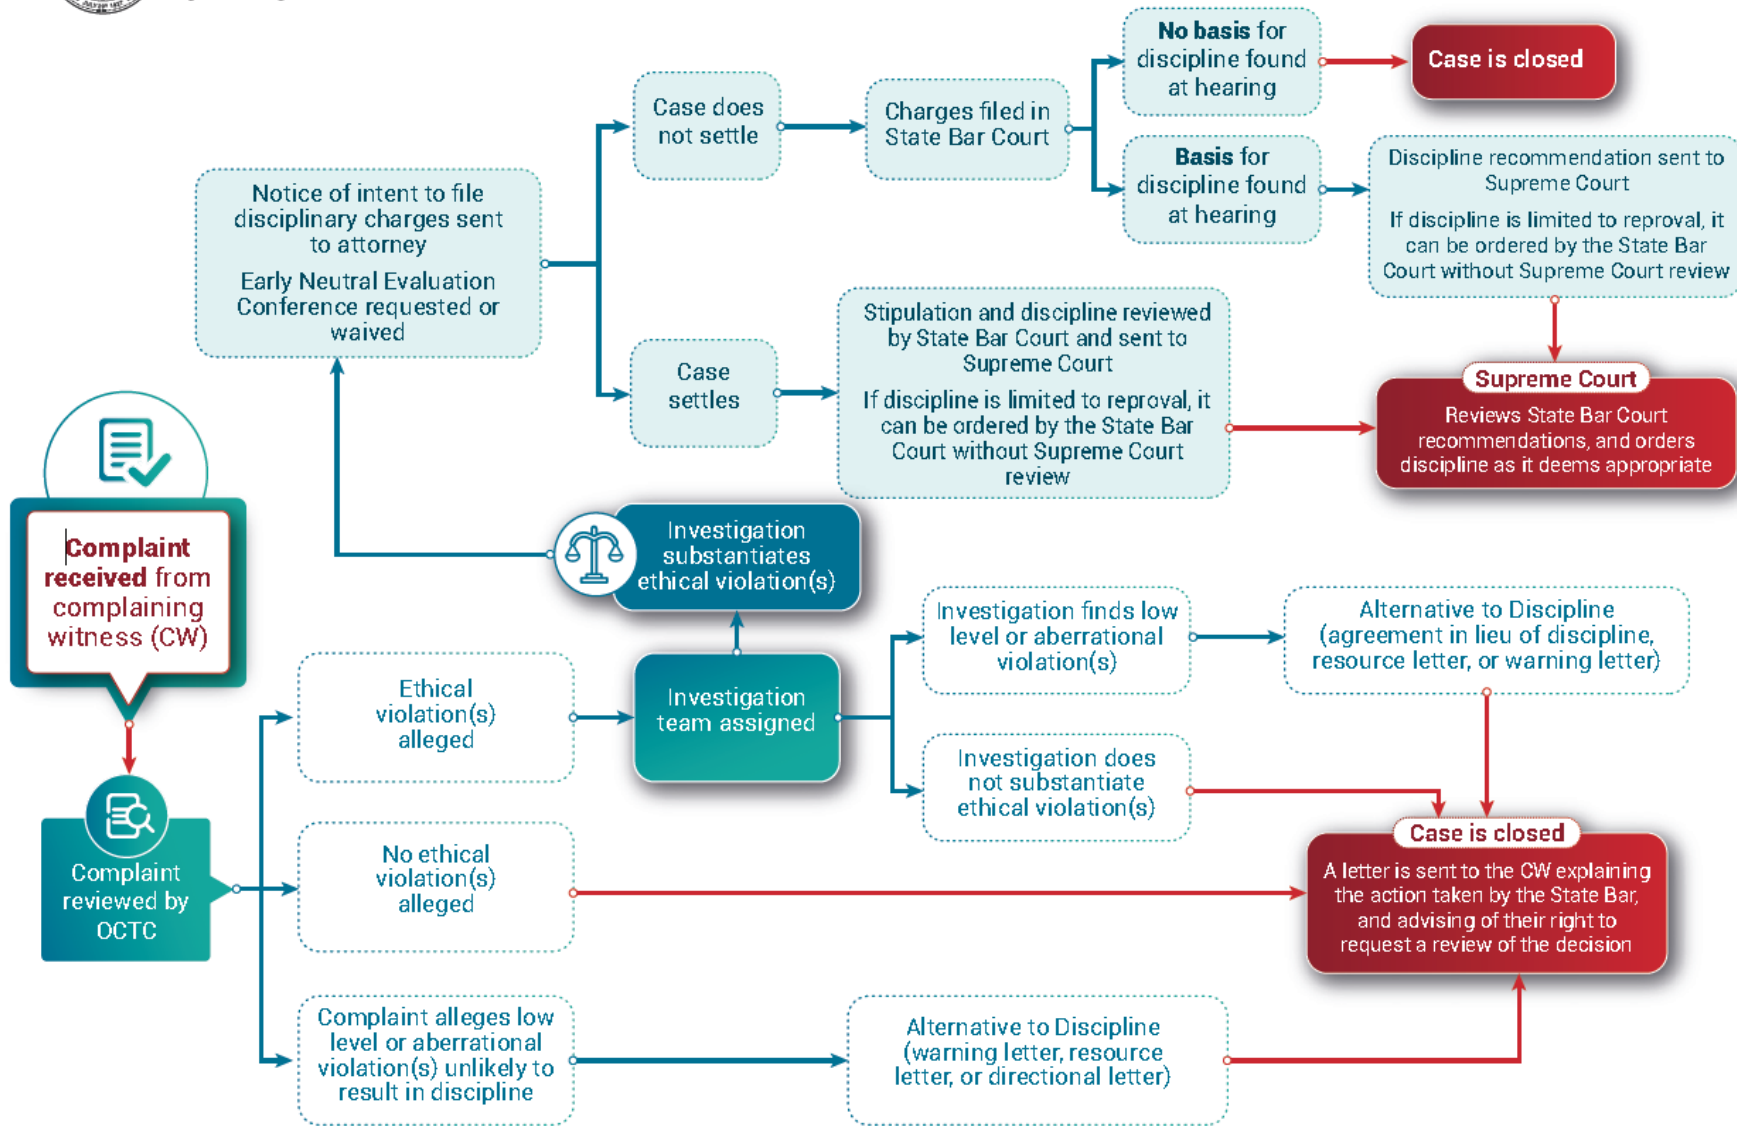 JULY 29TH 1927
No basis for
discipline found
at hearing
Case is closed
Case does
not settle
Charges filed in
State Bar Court
Basis for
discipline found
at hearing
Discipline recommendation sent to
Supreme Court
If discipline is limited to reproval, it
can be ordered by the State Bar
Court without Supreme Court review
Notice of intent to file
disciplinary charges sent
to attorney
Early Neutral Evaluation
Conference requested or
waived
Case
settles
Stipulation and discipline reviewed
by State Bar Court and sent to
Supreme Court
If discipline is limited to reproval, it
can be ordered by the State Bar
Court without Supreme Court
review
Supreme Court
Reviews State Bar Court
recommendations, and orders
discipline as it deems appropriate
Complaint
received from
complaining
witness (CW)
Investigation
substantiates
ethical violation(s)
Investigation finds low
level or aberrational
violation(s)
Alternative to Discipline
(agreement in lieu of discipline,
resource letter, or warning letter)
Ethical
violation(s)
alleged
Investigation
team assigned
Investigation does
not substantiate
ethical violation(s)
Complaint
reviewed by
OCTC
No ethical
violation(s)
alleged
Case is closed
A letter is sent to the CW explaining
the action taken by the State Bar,
and advising of their right to
request a review of the decision
Complaint alleges low
level or aberrational
violation(s) unlikely to
result in discipline
Alternative to Discipline
(warning letter, resource
letter, or directional letter)